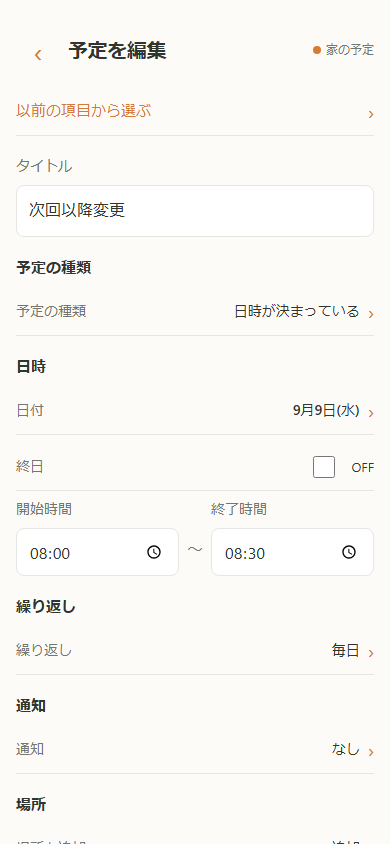 予定を編集
家の予定
以前の項目から選ぶ
タイトル
次回以降変更
予定の種類
予定の種類 日時が決まっている
日時
日付 9月9日(水)
終日 OFF
開始時間 終了時間
08:00 〜 08:30
繰り返し
繰り返し 毎日
通知
通知 なし
場所